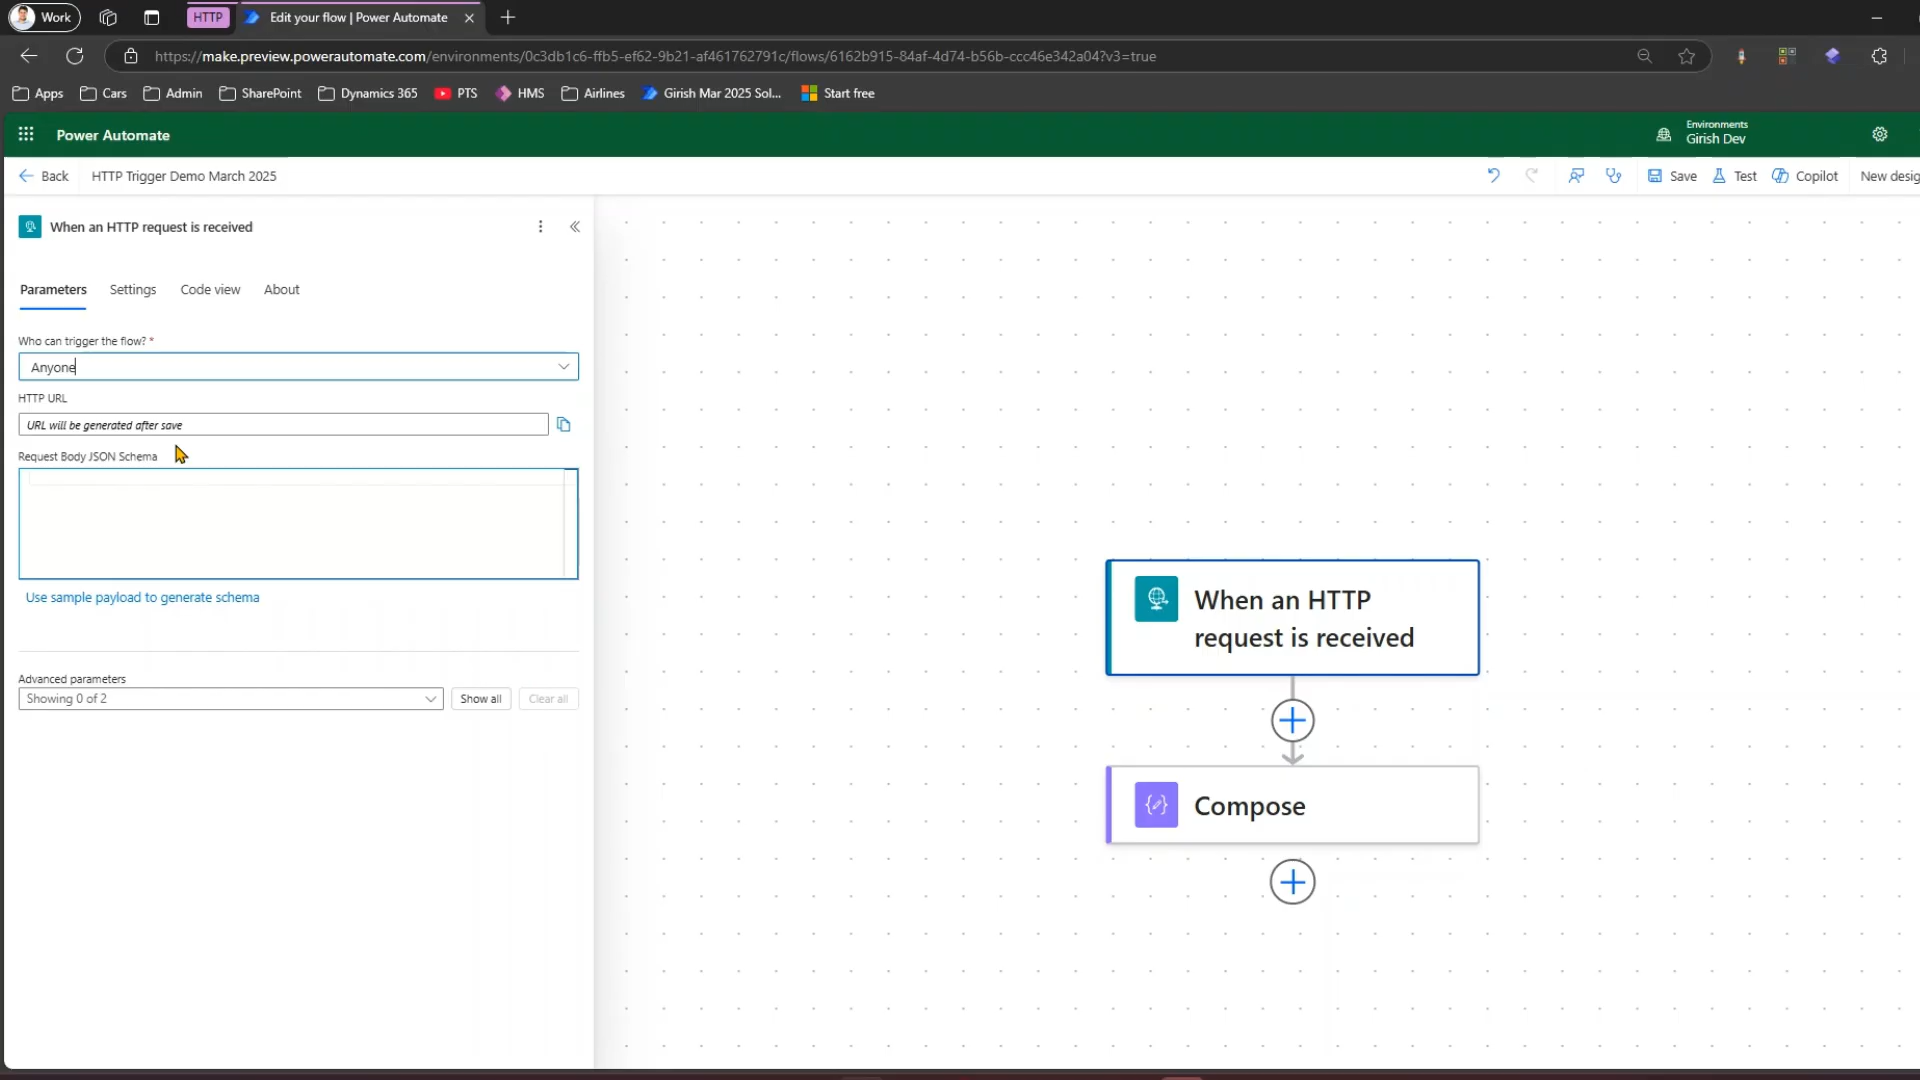 Work
HTTP
Edit your flow | Power Automate
https://make.preview.powerautomate.com/environments/0c3db1c6-ffb5-ef62-9b21-af461762791c/flows/6162b915-84af-4d74-b56b-ccc46e342a04?v3=true
Apps
Cars
Admin
SharePoint
Dynamics 365
PTS
HMS
Airlines
Girish Mar 2025 Sol...
Start free
Power Automate
Environments
Girish Dev
Back
HTTP Trigger Demo March 2025
Save
Test
Copilot
New desig
When an HTTP request is received
Parameters
Settings
Code view
About
Who can trigger the flow? *
Anyone
HTTP URL
URL will be generated after save
Request Body JSON Schema
Use sample payload to generate schema
Advanced parameters
Showing 0 of 2
Show all
Clear all
When an HTTP
request is received
Compose